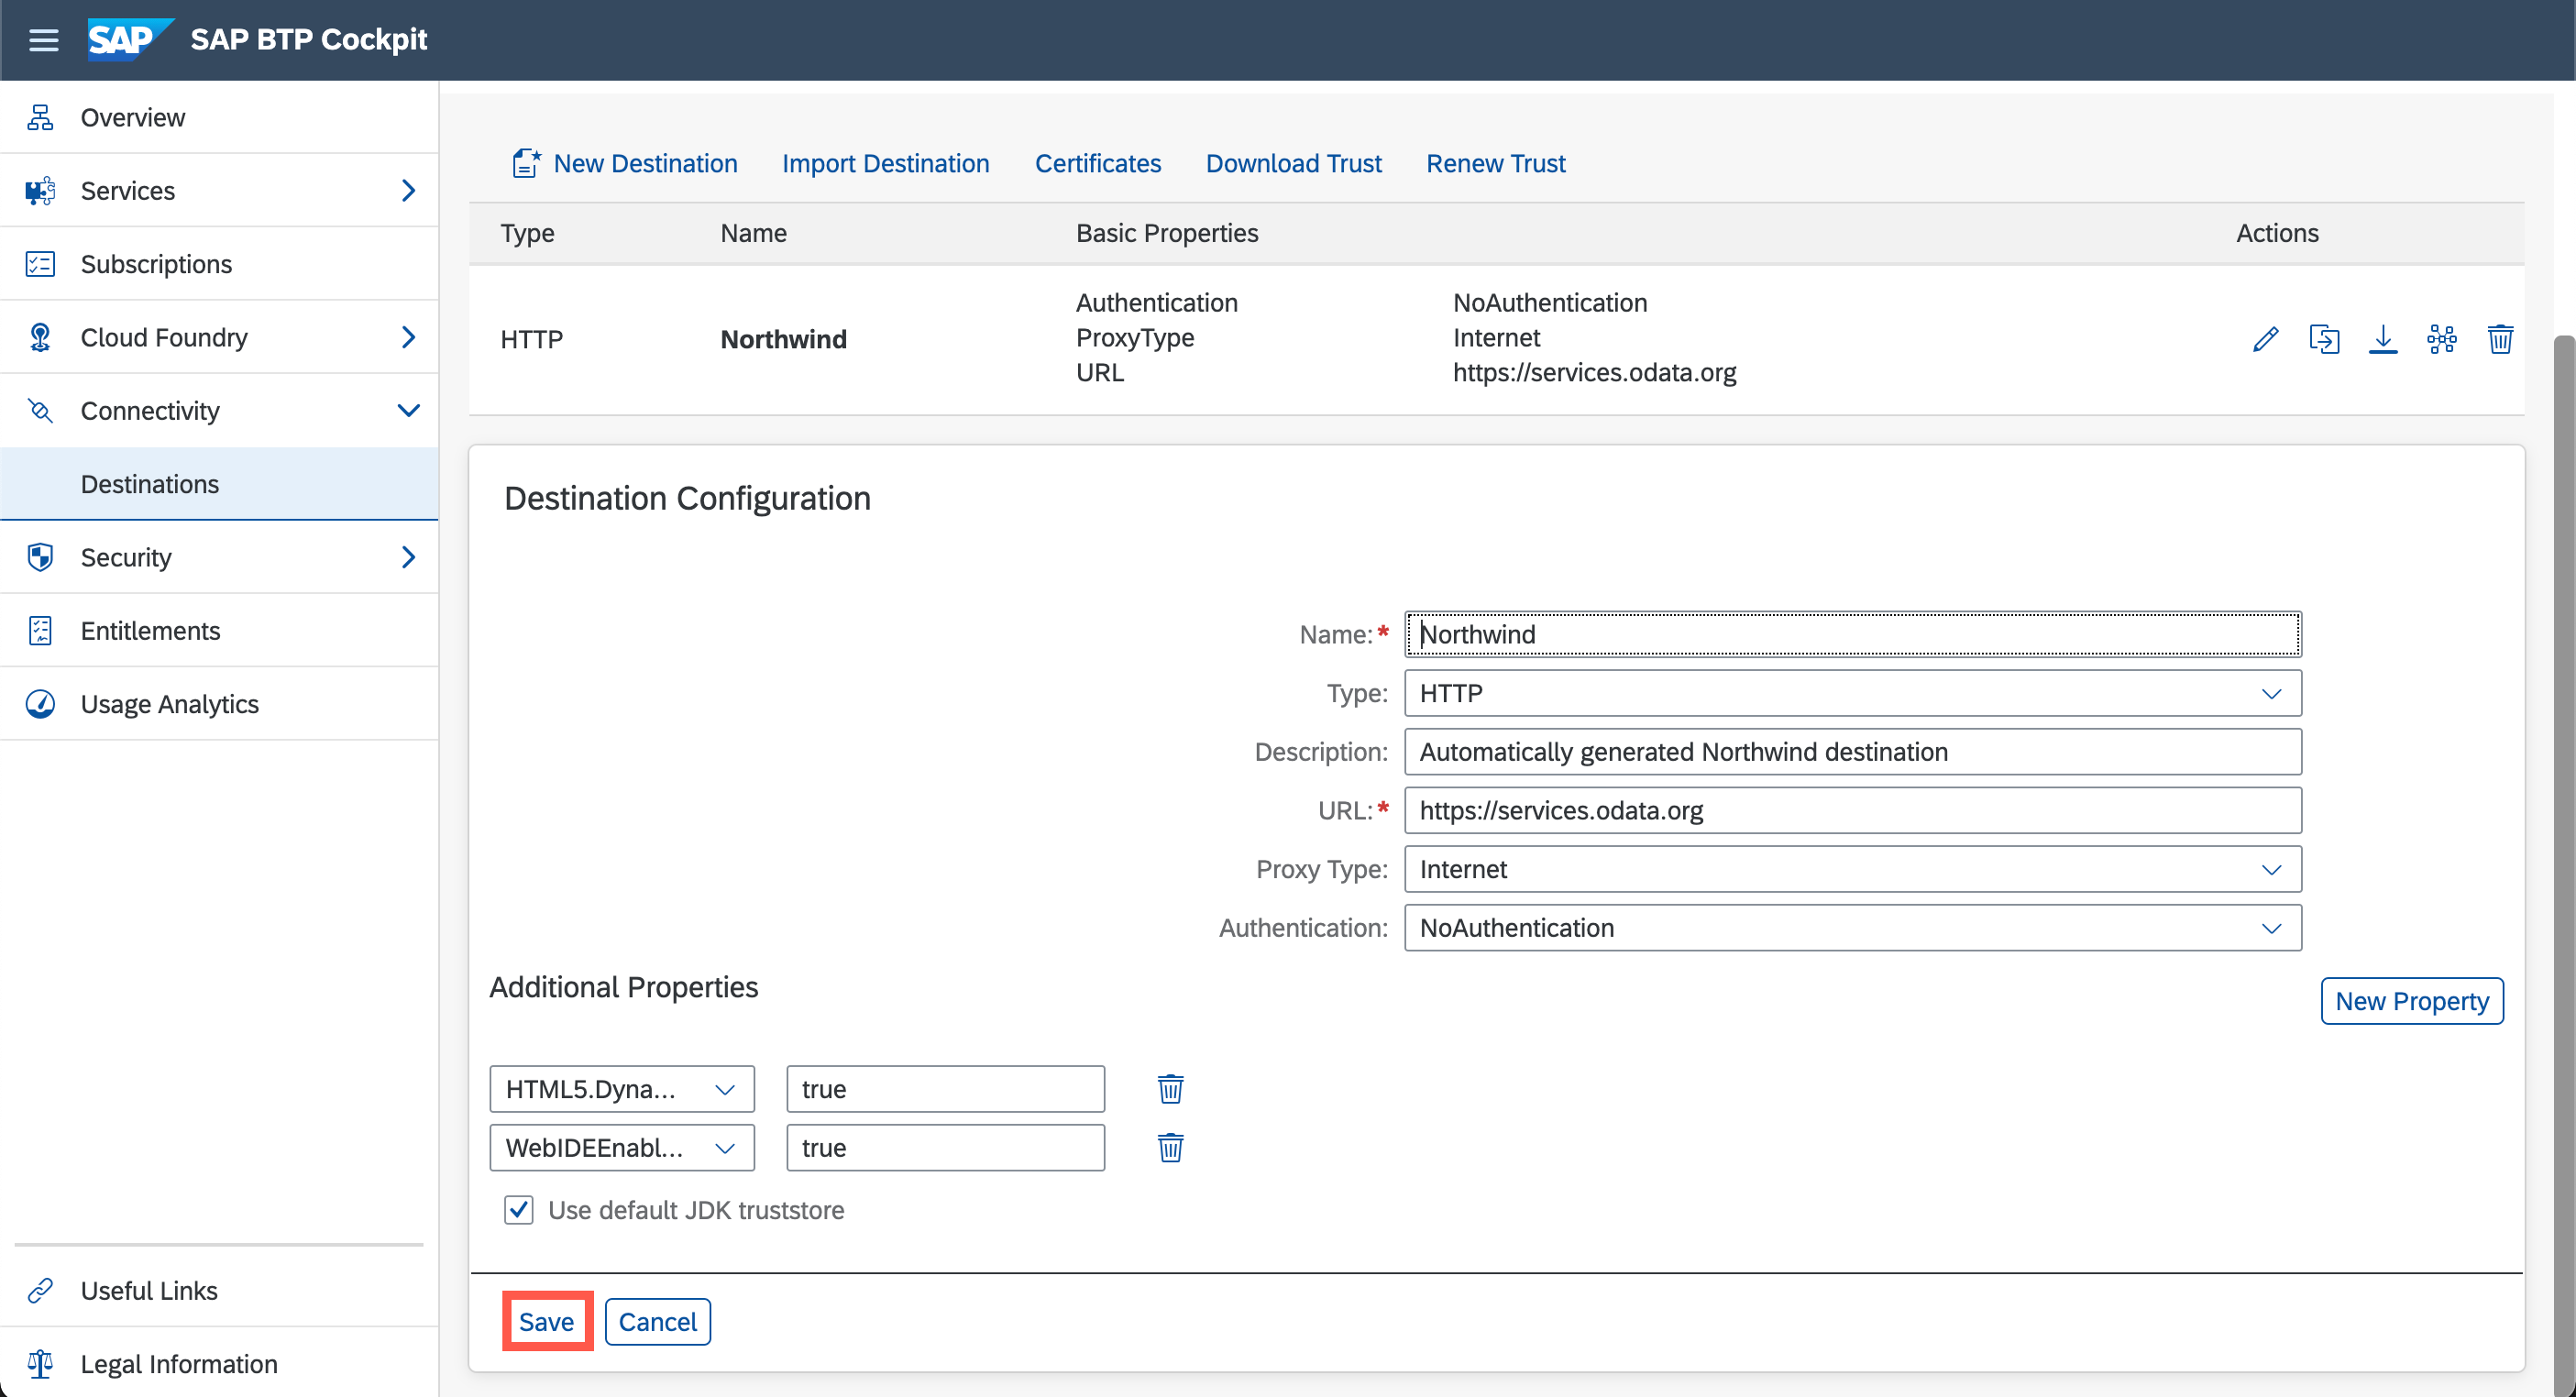 SAP SAP BTP Cockpit
Overview
Services
Subscriptions
Cloud Foundry
Connectivity
Destinations
Security
Entitlements
Usage Analytics
Useful Links
Legal Information
New Destination Import Destination Certificates Download Trust Renew Trust
Type Name Basic Properties Actions
HTTP Northwind
Authentication NoAuthentication
ProxyType Internet
URL https://services.odata.org
Destination Configuration
Name:* Northwind
Type: HTTP
Description: Automatically generated Northwind destination
URL:* https://services.odata.org
Proxy Type: Internet
Authentication: NoAuthentication
Additional Properties
New Property
HTML5.Dyna... true
WebIDEEnabl... true
Use default JDK truststore
Save Cancel